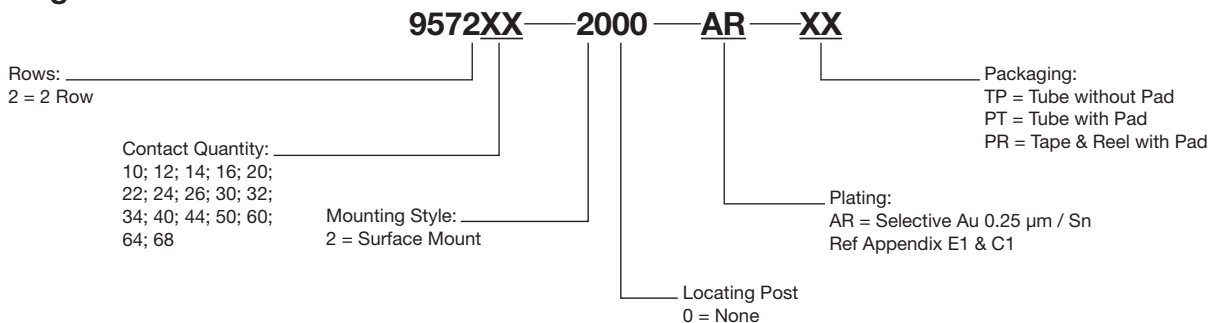 9572XX 2000 AR XX
Rows:
2 = 2 Row
Contact Quantity:
10; 12; 14; 16; 20;
22; 24; 26; 30; 32;
34; 40; 44; 50; 60;
64; 68
Mounting Style:
2 = Surface Mount
Locating Post
0 = None
Plating:
AR = Selective Au 0.25 µm / Sn
Ref Appendix E1 & C1
Packaging:
TP = Tube without Pad
PT = Tube with Pad
PR = Tape & Reel with Pad